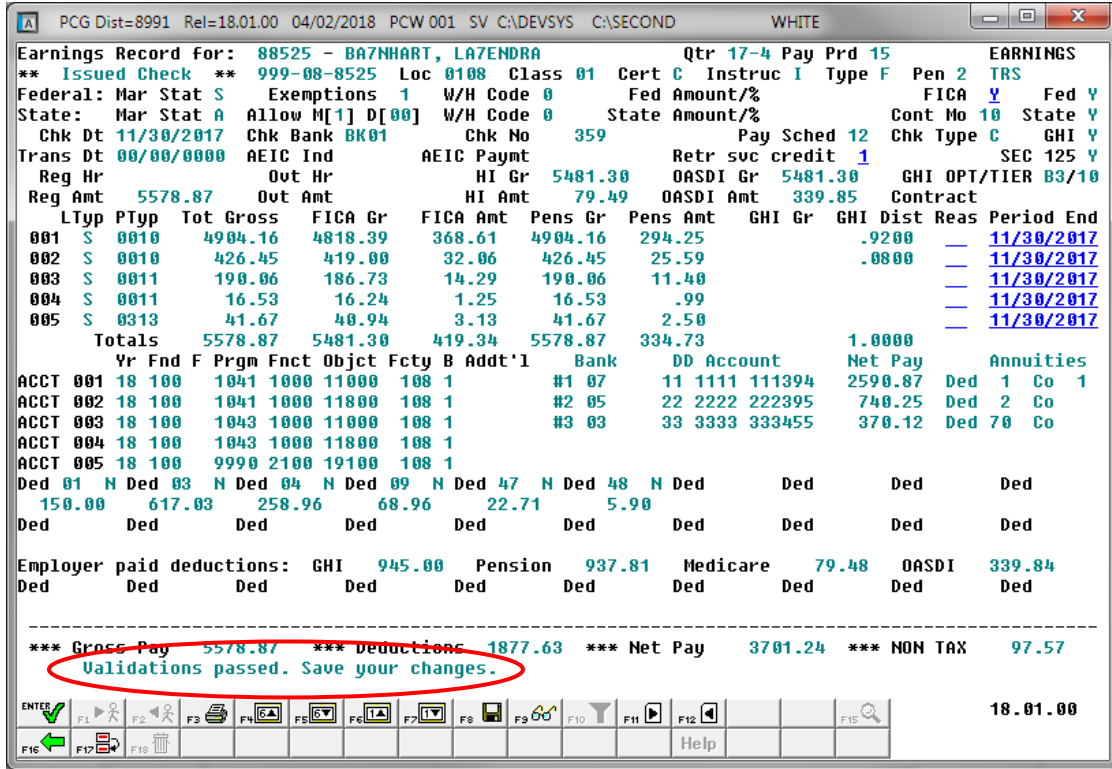 PCG Dist=8991 Rel=18.01.00 04/02/2018 PCW 001 SV C:\DEVSYS C:\SECOND WHITE
Earnings Record for: 88525 - BA7NHART, LA7ENDRA Qtr 17-4 Pay Prd 15 EARNINGS
** Issued Check ** 999-08-8525 Loc 0108 Class 01 Cert C Instruc I Type F Pen 2 TRS
Federal: Mar Stat S Exemptions 1 W/H Code 0 Fed Amount/% FICA Y Fed Y
State: Mar Stat A Allow M[1] D[00] W/H Code 0 State Amount/% Cont Mo 10 State Y
Chk Dt 11/30/2017 Chk Bank BK01 Chk No 359 Pay Sched 12 Chk Type C GHI Y
Trans Dt 00/00/0000 AEIC Ind AEIC Paymt Retr svc credit 1 SEC 125 Y
Reg Hr Ovt Hr HI Gr 5481.30 OASDI Gr 5481.30 GHI OPT/TIER B3/10
Reg Amt 5578.87 Ovt Amt HI Amt 79.49 OASDI Amt 339.85 Contract
LTyp PTyp Tot Gross FICA Gr FICA Amt Pens Gr Pens Amt GHI Gr GHI Dist Reas Period End
001 S 0010 4904.16 4818.39 368.61 4904.16 294.25 .9200 __ 11/30/2017
002 S 0010 426.45 419.00 32.06 426.45 25.59 .0800 __ 11/30/2017
003 S 0011 190.06 186.73 14.29 190.06 11.40 __ 11/30/2017
004 S 0011 16.53 16.24 1.25 16.53 .99 __ 11/30/2017
005 S 0313 41.67 40.94 3.13 41.67 2.50 __ 11/30/2017
Totals 5578.87 5481.30 419.34 5578.87 334.73 1.0000
Yr Fnd F Prgm Fnct Objct Fcty B Addt'l Bank DD Account Net Pay Annuities
ACCT 001 18 100 1041 1000 11000 108 1 #1 07 11 1111 111394 2590.87 Ded 1 Co 1
ACCT 002 18 100 1041 1000 11800 108 1 #2 05 22 2222 222395 740.25 Ded 2 Co
ACCT 003 18 100 1043 1000 11000 108 1 #3 03 33 3333 333455 370.12 Ded 70 Co
ACCT 004 18 100 1043 1000 11800 108 1
ACCT 005 18 100 9990 2100 19100 108 1
Ded 01 N Ded 03 N Ded 04 N Ded 09 N Ded 47 N Ded 48 N Ded Ded Ded Ded
150.00 617.03 258.96 68.96 22.71 5.90
Ded Ded Ded Ded Ded Ded Ded Ded Ded Ded
Employer paid deductions: GHI 945.00 Pension 937.81 Medicare 79.48 OASDI 339.84
Ded Ded Ded Ded Ded Ded Ded Ded Ded Ded
*** Gross Pay 5578.87 *** Deductions 1877.63 *** Net Pay 3701.24 *** NON TAX 97.57
Validations passed. Save your changes.
ENTER F1 F2 F3 F4 6 F5 6 F6 1 F7 1 F8 F9 F10 F11 F12 F15 18.01.00
F16 F17 F18 Help